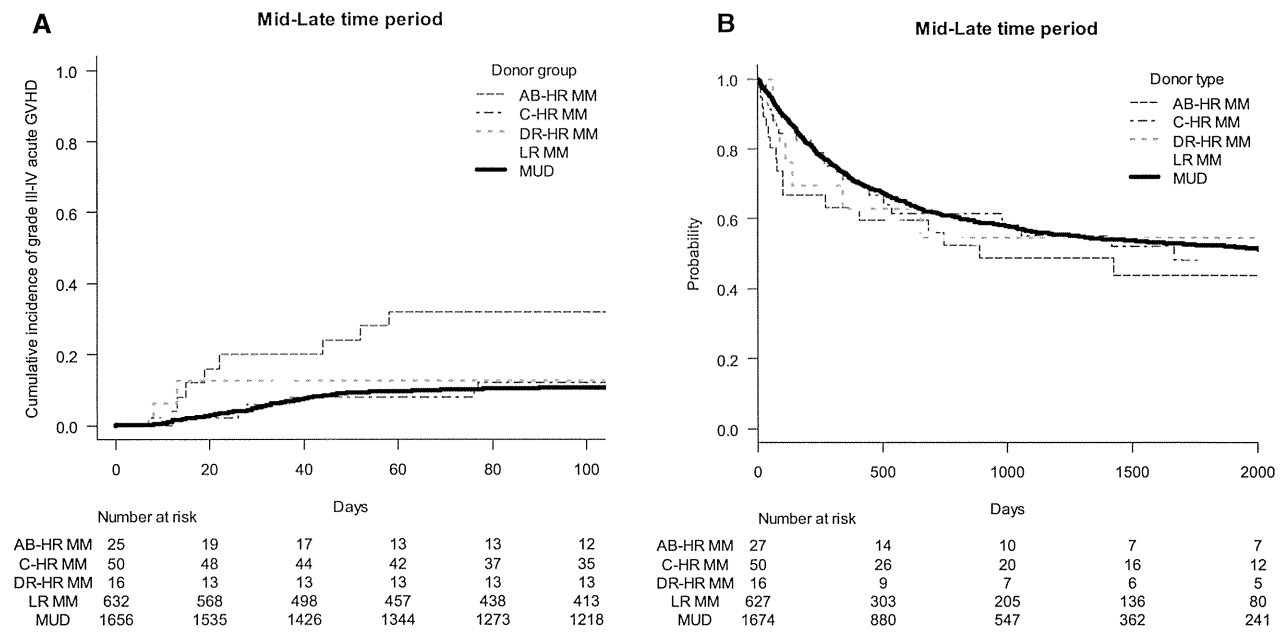 A
Mid-Late time period
Cumulative incidence of grade III-IV acute GVHD
1.0
0.8
0.6
0.4
0.2
0.0
Donor group
AB-HR MM
C-HR MM
DR-HR MM
LR MM
MUD
0 20 40 60 80 100
Days
Number at risk
AB-HR MM 25 19 17 13 13 12
C-HR MM 50 48 44 42 37 35
DR-HR MM 16 13 13 13 13 13
LR MM 632 568 498 457 438 413
MUD 1656 1535 1426 1344 1273 1218
B
Mid-Late time period
Probability
1.0
0.8
0.6
0.4
0.2
0.0
Donor type
AB-HR MM
C-HR MM
DR-HR MM
LR MM
MUD
0 500 1000 1500 2000
Days
Number at risk
AB-HR MM 27 14 10 7 7
C-HR MM 50 26 20 16 12
DR-HR MM 16 9 7 6 5
LR MM 627 303 205 136 80
MUD 1674 880 547 362 241